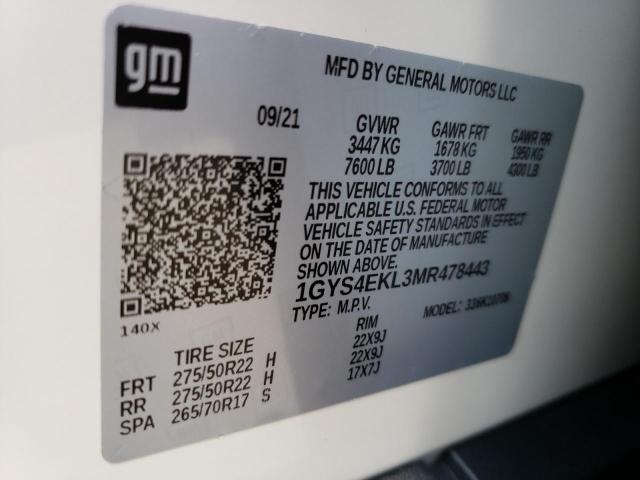 gm
MFD BY GENERAL MOTORS LLC
09/21
GVWR GAWR FRT GAWR RR
3447 KG 1678 KG 1950 KG
7600 LB 3700 LB 4300 LB
THIS VEHICLE CONFORMS TO ALL
APPLICABLE U.S. FEDERAL MOTOR
VEHICLE SAFETY STANDARDS IN EFFECT
ON THE DATE OF MANUFACTURE
SHOWN ABOVE.
1GYS4EKL3MR478443
TYPE: M.P.V. MODEL: 336K10706
140X
TIRE SIZE RIM
FRT 275/50R22 H 22X9J
RR 275/50R22 H 22X9J
SPA 265/70R17 S 17X7J